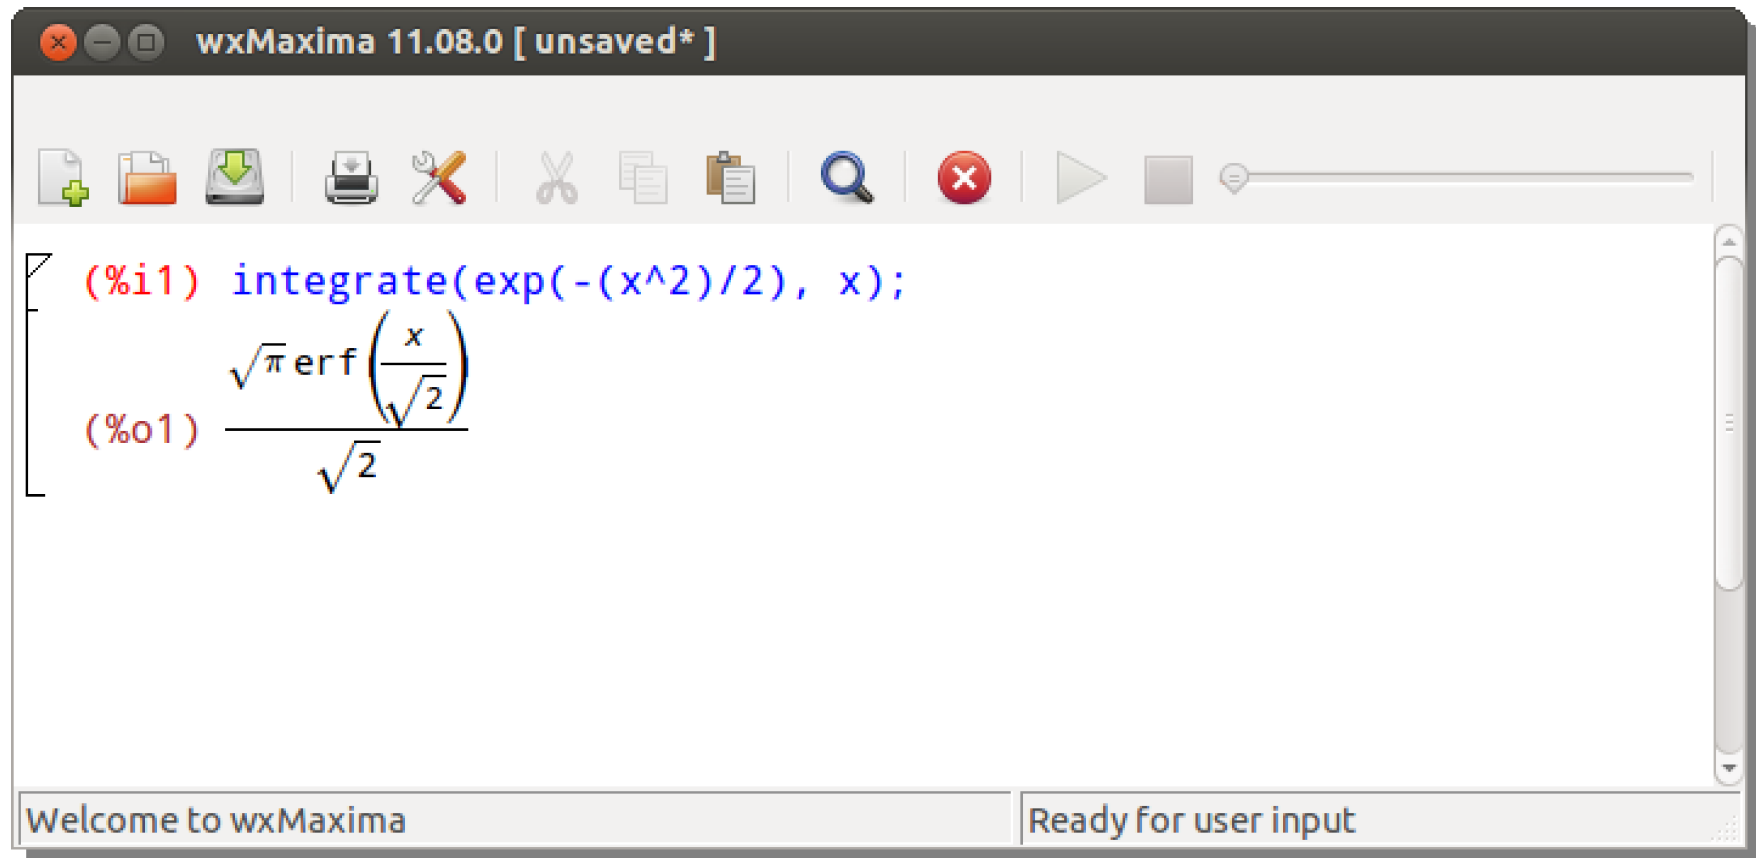 wxMaxima 11.08.0 [ unsaved* ]
(%i1) integrate(exp(-(x^2)/2), x);
(%o1) √π erf(x/√2)/√2
Welcome to wxMaxima
Ready for user input